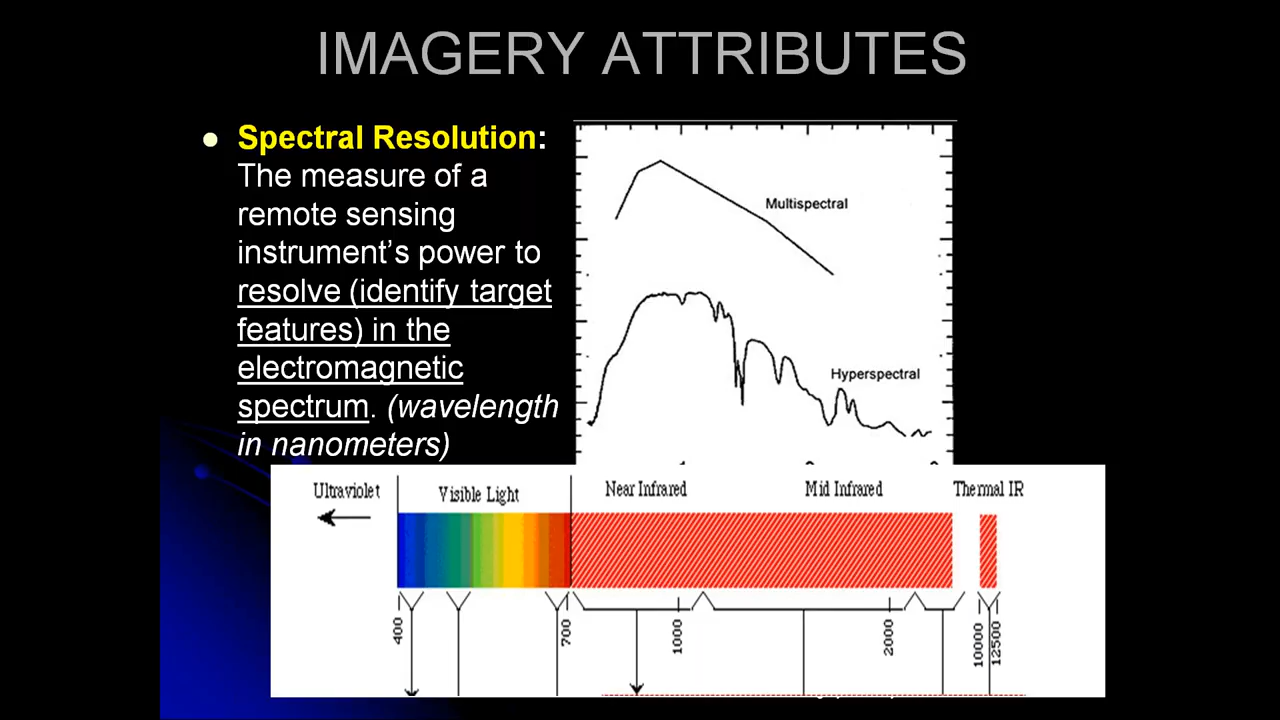 IMAGERY ATTRIBUTES
● Spectral Resolution:
The measure of a
remote sensing
instrument's power to
resolve (identify target
features) in the
electromagnetic
spectrum. (wavelength
in nanometers)
Multispectral
Hyperspectral
Ultraviolet
Visible Light
Near Infrared
Mid Infrared
Thermal IR
400
700
1000
2000
10000
12500